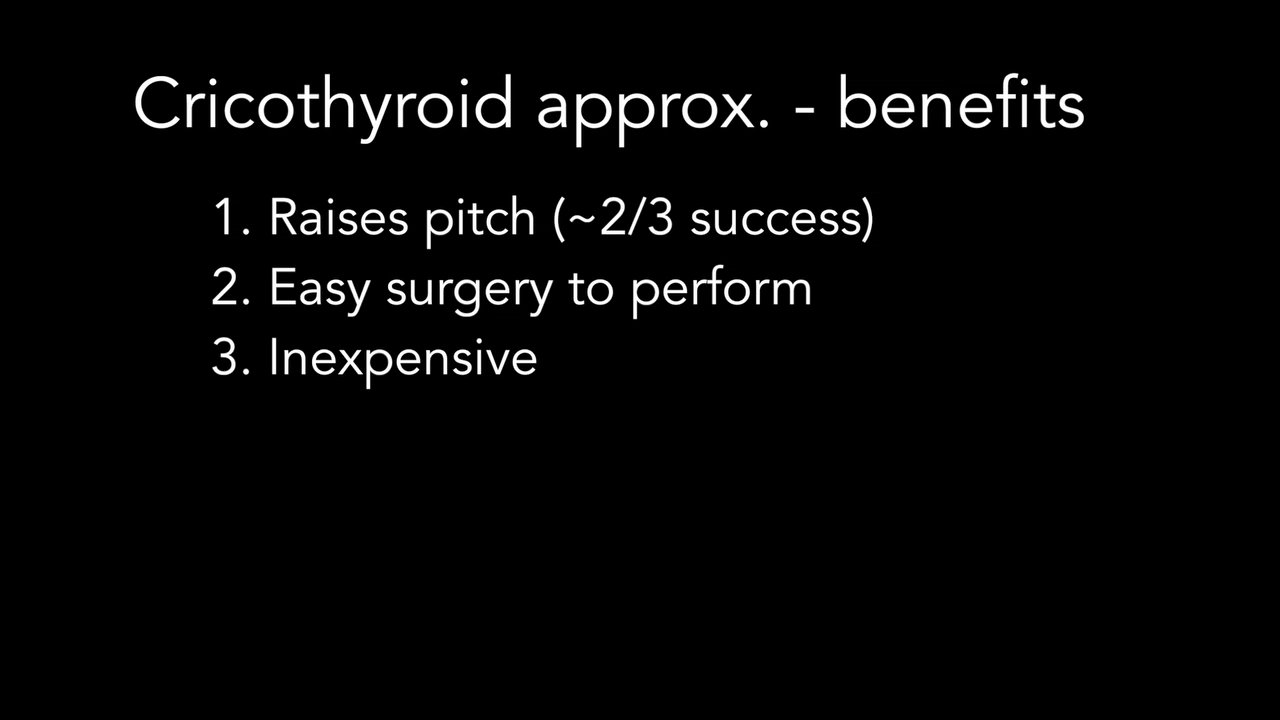 Cricothyroid approx. - benefits
1. Raises pitch (~2/3 success)
2. Easy surgery to perform
3. Inexpensive